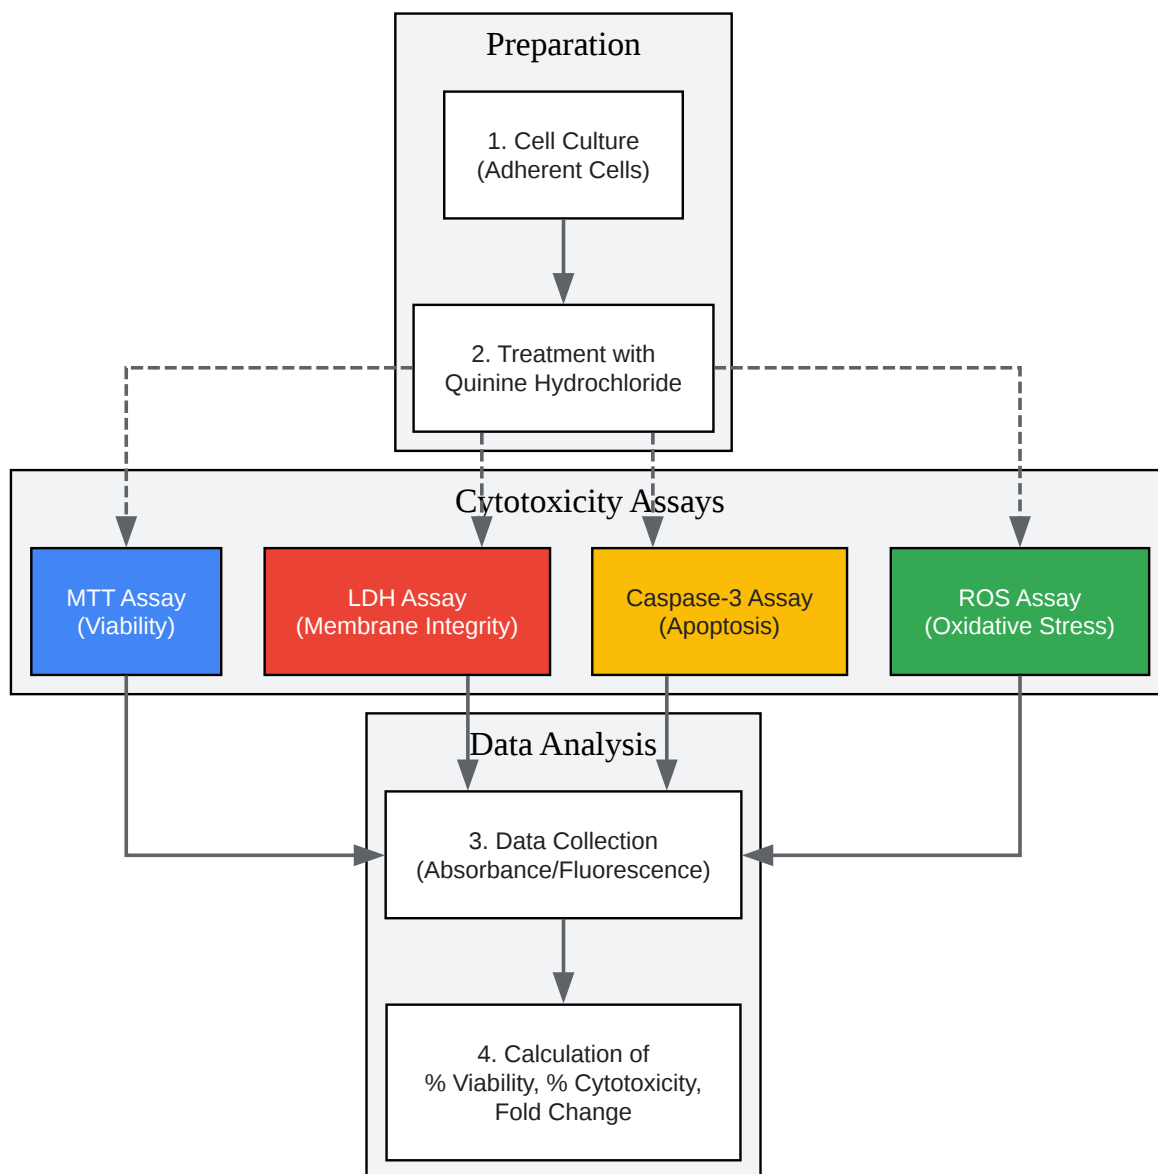 Preparation
1. Cell Culture
(Adherent Cells)
2. Treatment with
Quinine Hydrochloride
Cytotoxicity Assays
MTT Assay
(Viability)
LDH Assay
(Membrane Integrity)
Caspase-3 Assay
(Apoptosis)
ROS Assay
(Oxidative Stress)
Data Analysis
3. Data Collection
(Absorbance/Fluorescence)
4. Calculation of
% Viability, % Cytotoxicity,
Fold Change